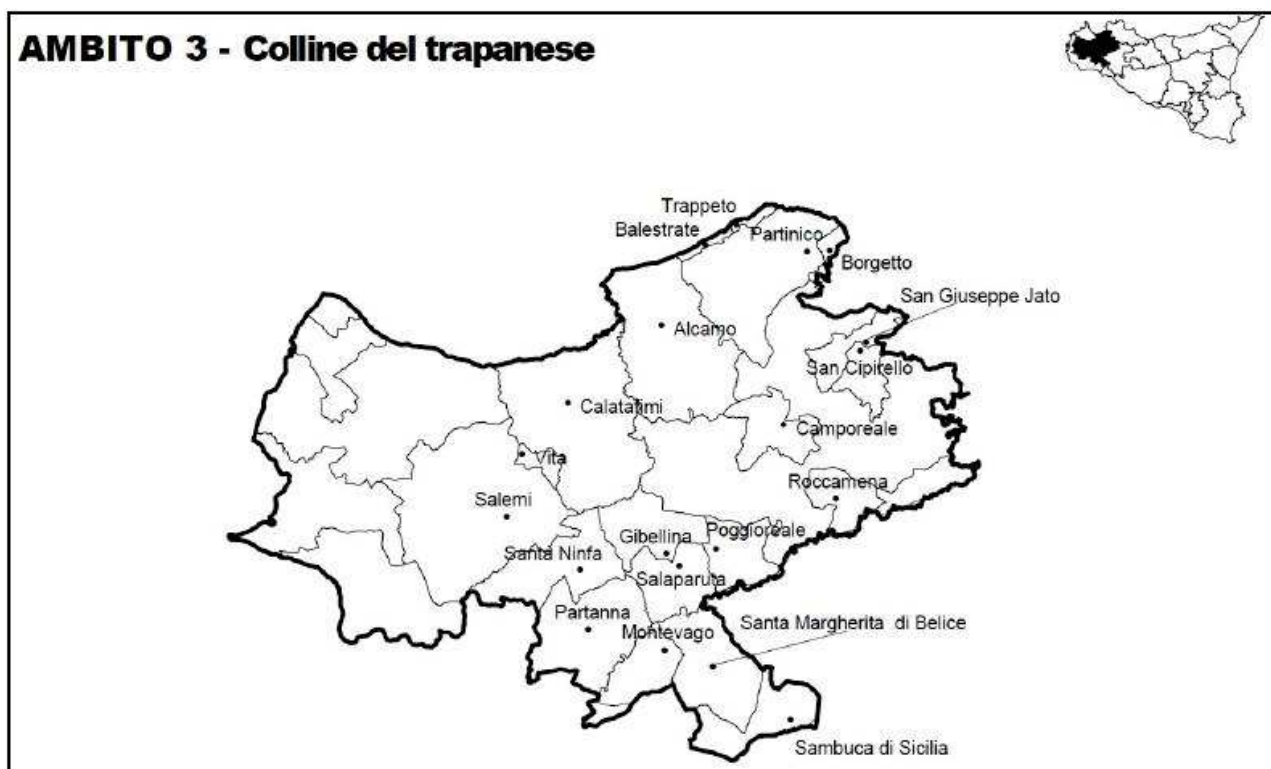 AMBITO 3 - Colline del trapanese
Trappeto
Balestrate
Partinico
Borgetto
San Giuseppe Jato
Alcamo
San Cipirello
Calatafimi
Camporeale
Vita
Roccamena
Salemi
Gibellina
Poggioreale
Santa Ninfa
Salaparuta
Partanna
Montevago
Santa Margherita di Belice
Sambuca di Sicilia